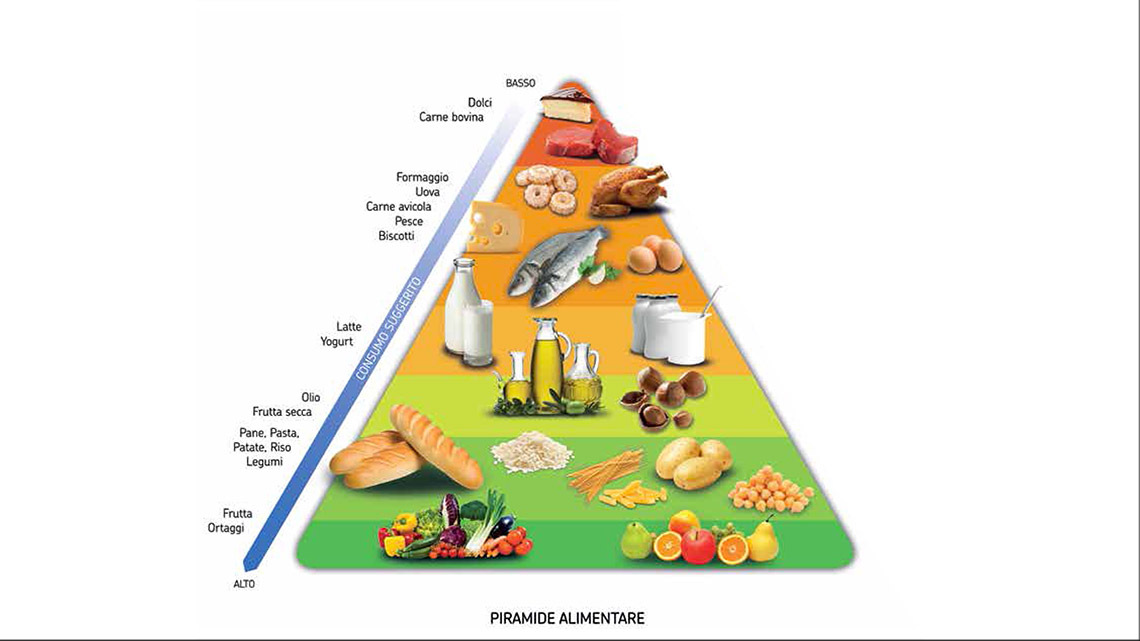 BASSO
Dolci
Carne bovina
Formaggio
Uova
Carne avicola
Pesce
Biscotti
CONSUMO SUGGERITO
Latte
Yogurt
Olio
Frutta secca
Pane, Pasta,
Patate, Riso
Legumi
Frutta
Ortaggi
ALTO
PIRAMIDE ALIMENTARE